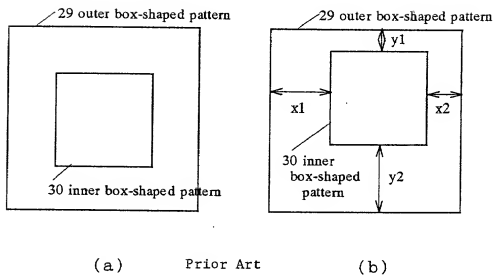 29 outer box-shaped pattern
30 inner box-shaped pattern
29 outer box-shaped pattern
y1
x1
x2
30 inner
box-shaped
pattern
y2
(a)
Prior Art
(b)